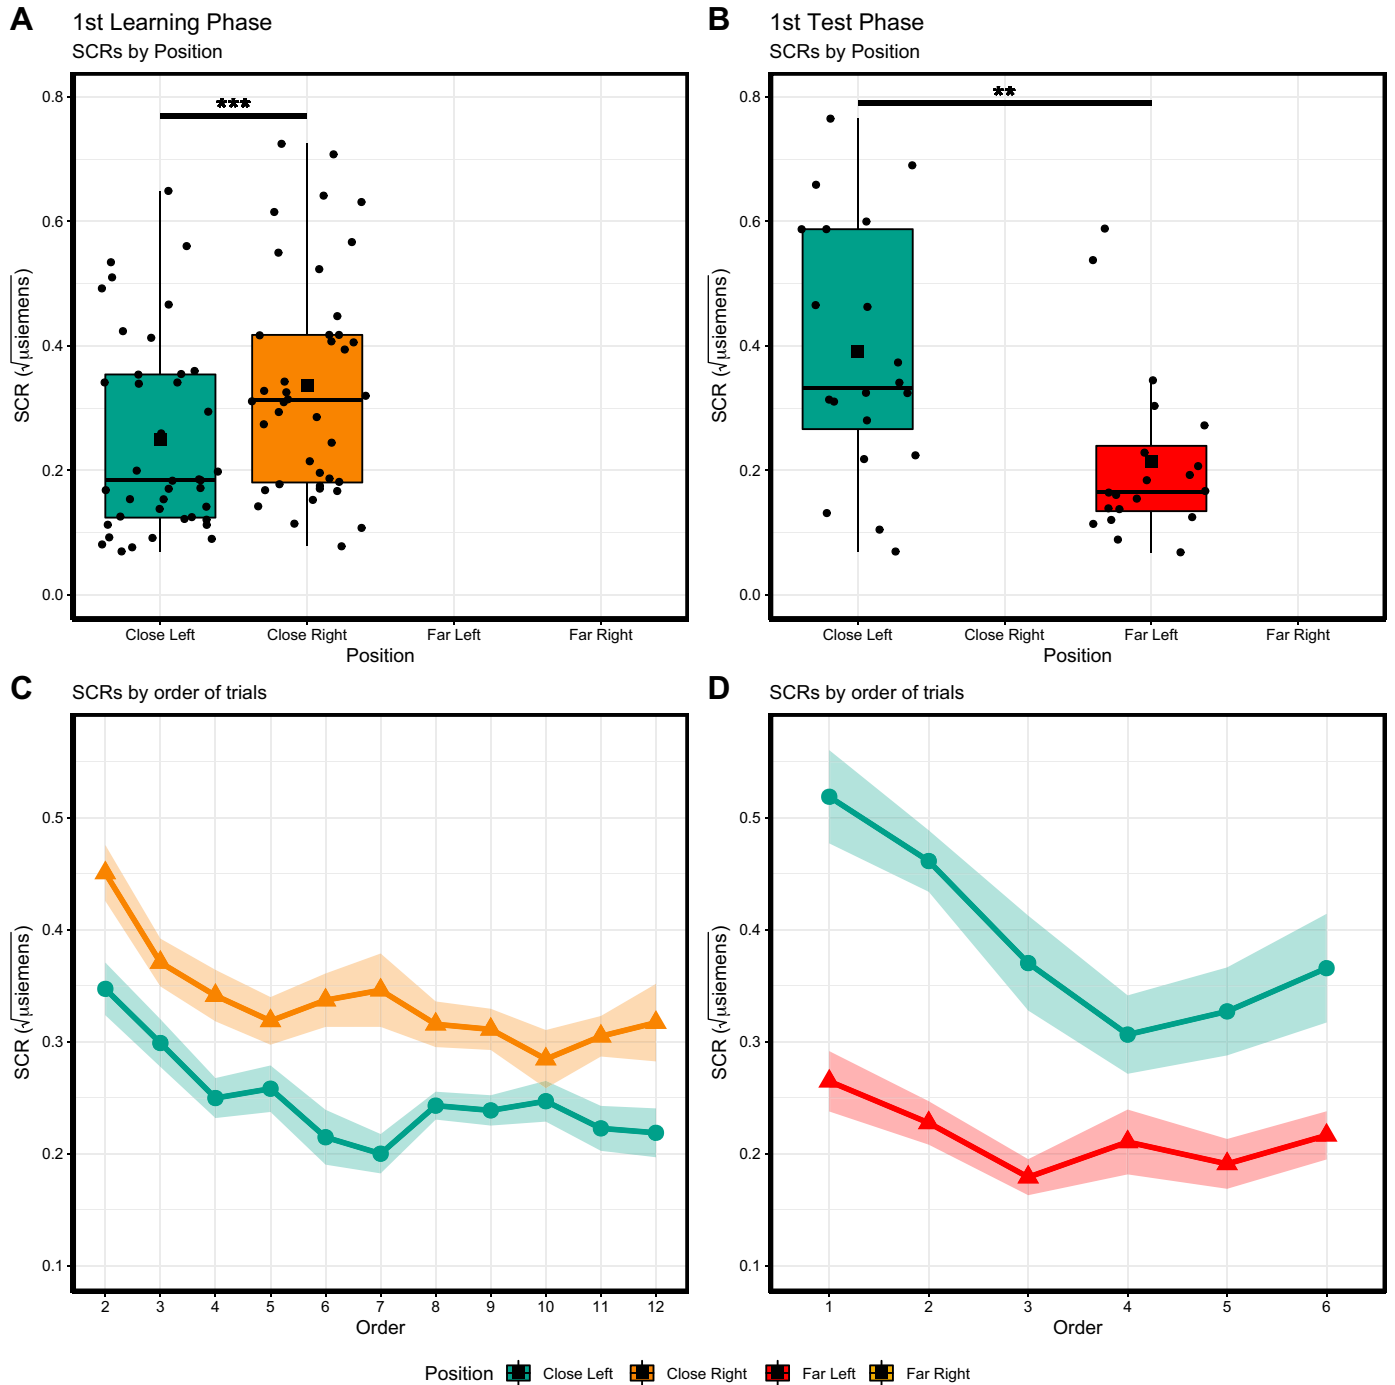 A
1st Learning Phase
SCRs by Position
***
0.8
0.6
0.4
0.2
0.0
SCR (√μsiemens)
Close Left Close Right Far Left Far Right
Position
B
1st Test Phase
SCRs by Position
**
0.8
0.6
0.4
0.2
0.0
SCR (√μsiemens)
Close Left Close Right Far Left Far Right
Position
C
SCRs by order of trials
0.5
0.4
0.3
0.2
0.1
SCR (√μsiemens)
2 3 4 5 6 7 8 9 10 11 12
Order
D
SCRs by order of trials
0.5
0.4
0.3
0.2
0.1
SCR (√μsiemens)
1 2 3 4 5 6
Order
Position Close Left Close Right Far Left Far Right